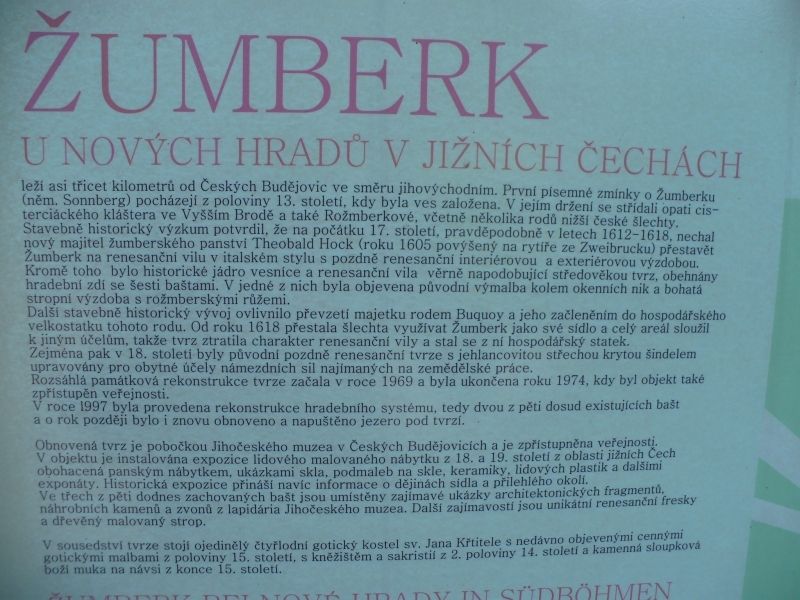 ŽUMBERK
U NOVÝCH HRADŮ V JIŽNÍCH ČECHÁCH
leží asi třicet kilometrů od Českých Budějovic ve směru jihovýchodním. První písemné zmínky o Žumberku
(něm. Sonnberg) pocházejí z poloviny 13. století, kdy byla ves založena. V jejím držení se střídali opati cis-
terciáckého kláštera ve Vyšším Brodě a také Rožmberkové, včetně několika rodů nižší české šlechty.
Stavebně historický výzkum potvrdil, že na počátku 17. století, pravděpodobně v letech 1612-1618, nechal
nový majitel žumberského panství Theobald Hock (roku 1605 povýšený na rytíře ze Zweibrucku) přestavět
Žumberk na renesanční vilu v italském stylu s pozdně renesanční interiérovou a exteriérovou výzdobou.
Kromě toho bylo historické jádro vesnice a renesanční vila věrně napodobující středověkou tvrz, obehnány
hradební zdí se šesti baštami. V jedné z nich byla objevena původní výmalba kolem okenních nik a bohatá
stropní výzdoba s rožmberskými růžemi.
Další stavebně historický vývoj ovlivnilo převzetí majetku rodem Buquoy a jeho začleněním do hospodářského
velkostatku tohoto rodu. Od roku 1618 přestala šlechta využívat Žumberk jako své sídlo a celý areál sloužil
k jiným účelům, takže tvrz ztratila charakter renesanční vily a stal se z ní hospodářský statek.
Zejména pak v 18. století byly původní pozdně renesanční tvrze s jehlancovitou střechou krytou šindelem
upravovány pro obytné účely námezdních sil najímaných na zemědělské práce.
Rozsáhlá památková rekonstrukce tvrze začala v roce 1969 a byla ukončena roku 1974, kdy byl objekt také
zpřístupněn veřejnosti.
V roce 1997 byla provedena rekonstrukce hradebního systému, tedy dvou z pěti dosud existujících bašt
a o rok později bylo i znovu obnoveno a napuštěno jezero pod tvrzí.
Obnovená tvrz je pobočkou Jihočeského muzea v Českých Budějovicích a je zpřístupněna veřejnosti.
V objektu je instalována expozice lidového malovaného nábytku z 18. a 19. století z oblasti jižních Čech
obohacená panským nábytkem, ukázkami skla, podmaleb na skle, keramiky, lidových plastik a dalšími
exponáty. Historická expozice přináší navíc informace o dějinách sídla a přilehlého okolí.
Ve třech z pěti dodnes zachovaných bašt jsou umístěny zajímavé ukázky architektonických fragmentů,
náhrobních kamenů a zvonů z lapidária Jihočeského muzea. Další zajímavostí jsou unikátní renesanční fresky
a dřevěný malovaný strop.
V sousedství tvrze stojí ojedinělý čtyřlodní gotický kostel sv. Jana Křtitele s nedávno objevenými cennými
gotickými malbami z poloviny 15. století, s kněžištěm a sakristií z 2. poloviny 14. století a kamenná sloupková
boží muka na návsi z konce 15. století.
ŽUMBERK BEI NOVÉ HRADY IN SÜDBÖHMEN